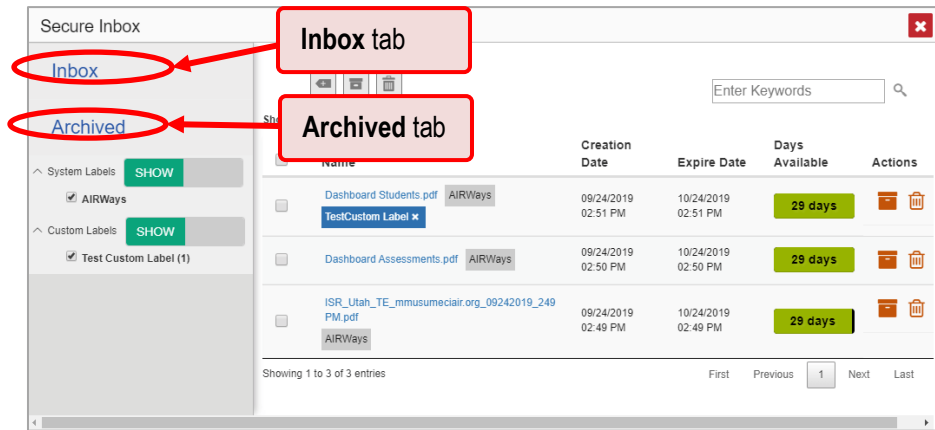 Secure Inbox
Inbox tab
Inbox
Enter Keywords
Archived
Archived tab
Sho
Name
Creation Date
Expire Date
Days Available
Actions
System Labels SHOW
AIRWays
Custom Labels SHOW
Test Custom Label (1)
Dashboard Students.pdf AIRWays
TestCustom Label ×
09/24/2019
02:51 PM
10/24/2019
02:51 PM
29 days
Dashboard Assessments.pdf AIRWays
09/24/2019
02:50 PM
10/24/2019
02:50 PM
29 days
ISR_Utah_TE_mmusumeciair.org_09242019_249
PM.pdf
AIRWays
09/24/2019
02:49 PM
10/24/2019
02:49 PM
29 days
Showing 1 to 3 of 3 entries
First Previous 1 Next Last